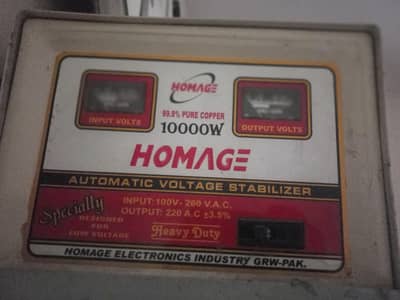 HOMAGE
99.9% PURE COPPER
10000W
INPUT VOLTS
OUTPUT VOLTS
HOMAGE
AUTOMATIC VOLTAGE STABILIZER
Specially
DESIGNED
FOR
LOW VOLTAGE
INPUT:100V- 260 V.A.C.
OUTPUT: 220 A.C ±3.5%
Heavy Duty
HOMAGE ELECTRONICS INDUSTRY GRW-PAK.